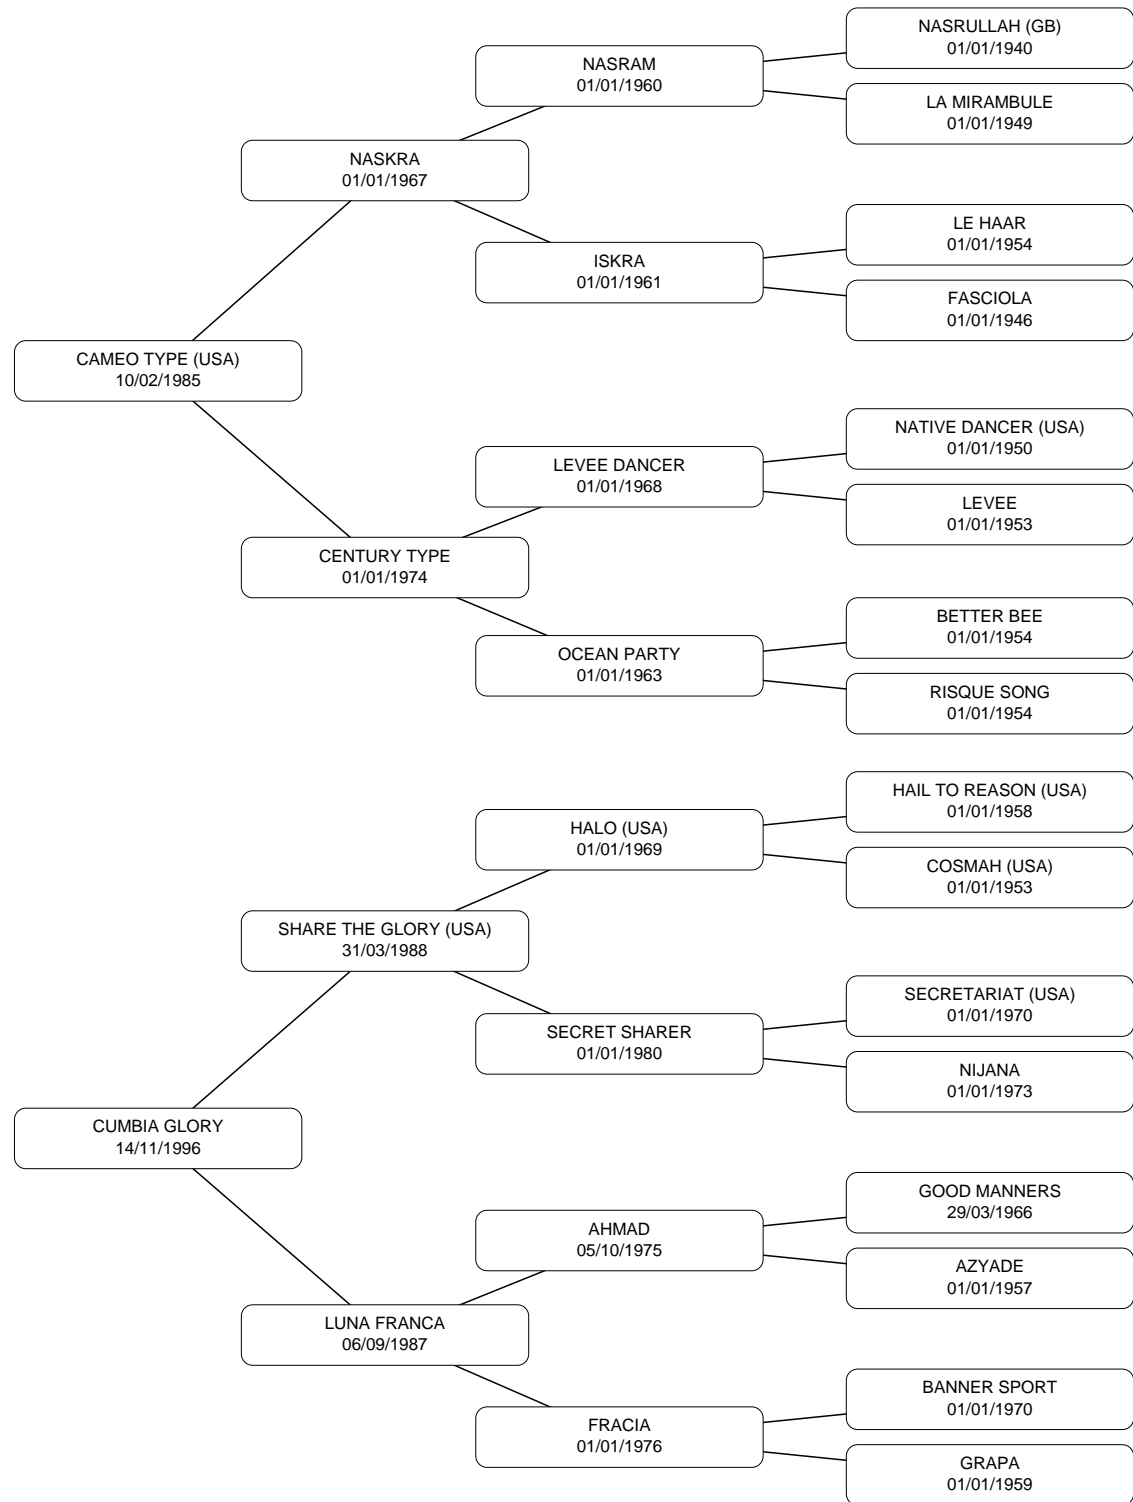 NASRULLAH (GB)
01/01/1940
NASRAM
01/01/1960
LA MIRAMBULE
01/01/1949
NASKRA
01/01/1967
LE HAAR
01/01/1954
ISKRA
01/01/1961
FASCIOLA
01/01/1946
CAMEO TYPE (USA)
10/02/1985
NATIVE DANCER (USA)
01/01/1950
LEVEE DANCER
01/01/1968
LEVEE
01/01/1953
CENTURY TYPE
01/01/1974
BETTER BEE
01/01/1954
OCEAN PARTY
01/01/1963
RISQUE SONG
01/01/1954
HAIL TO REASON (USA)
01/01/1958
HALO (USA)
01/01/1969
COSMAH (USA)
01/01/1953
SHARE THE GLORY (USA)
31/03/1988
SECRETARIAT (USA)
01/01/1970
SECRET SHARER
01/01/1980
NIJANA
01/01/1973
CUMBIA GLORY
14/11/1996
GOOD MANNERS
29/03/1966
AHMAD
05/10/1975
AZYADE
01/01/1957
LUNA FRANCA
06/09/1987
BANNER SPORT
01/01/1970
FRACIA
01/01/1976
GRAPA
01/01/1959